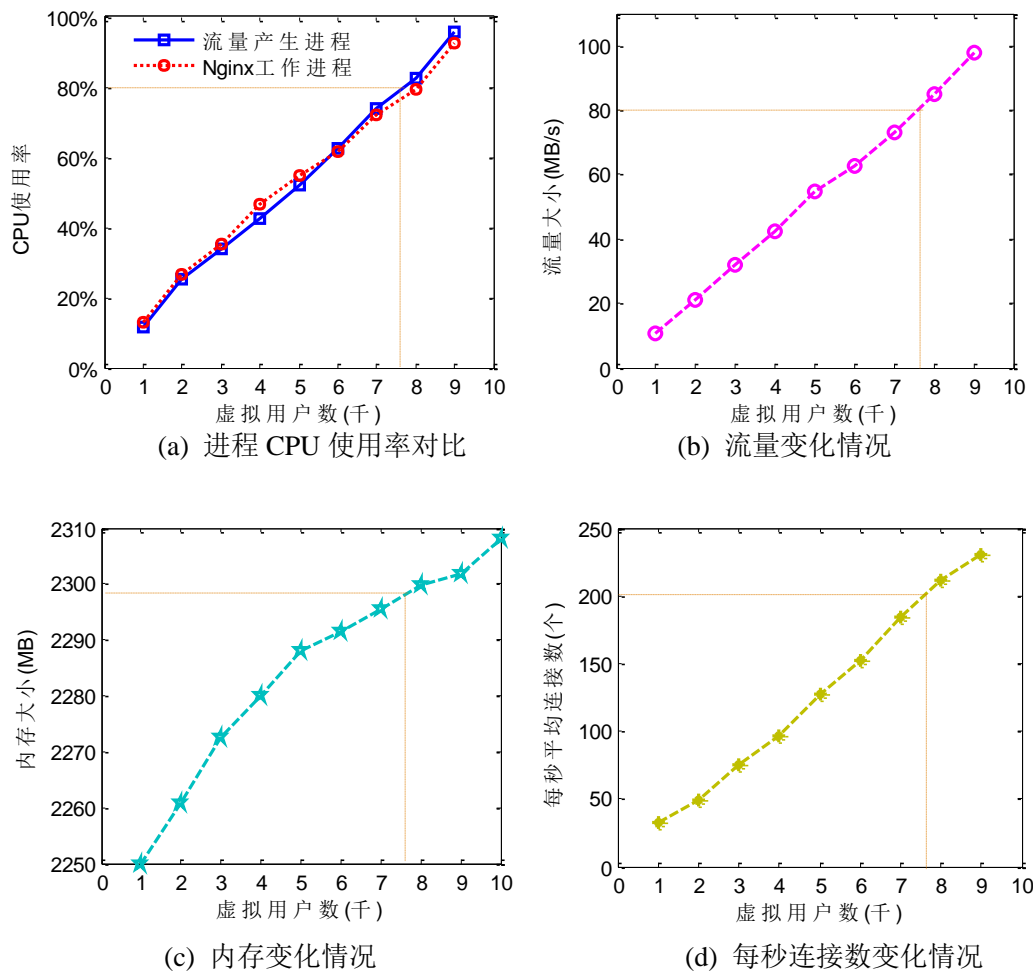 100%
80%
60%
40%
20%
0%
CPU使用率
流量产生进程
Nginx工作进程
0 1 2 3 4 5 6 7 8 9 10
虚拟用户数(千)
(a) 进程 CPU 使用率对比
100
80
60
40
20
0
流量大小(MB/s)
0 1 2 3 4 5 6 7 8 9 10
虚拟用户数(千)
(b) 流量变化情况
2310
2300
2290
2280
2270
2260
2250
内存大小(MB)
0 1 2 3 4 5 6 7 8 9 10
虚拟用户数(千)
(c) 内存变化情况
250
200
150
100
50
0
每秒平均连接数(个)
0 1 2 3 4 5 6 7 8 9 10
虚拟用户数(千)
(d) 每秒连接数变化情况